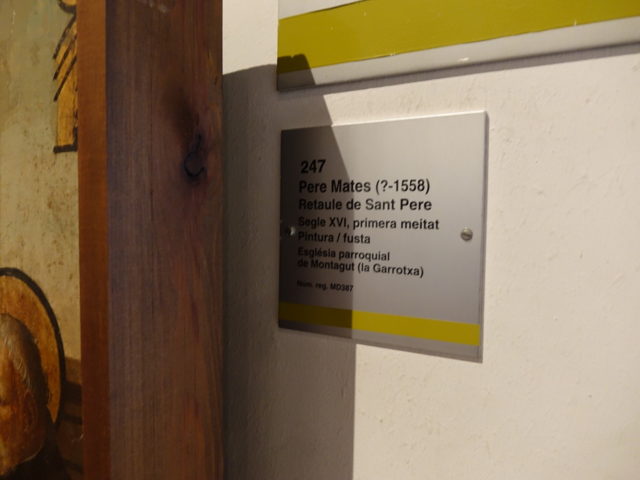 247
Pere Mates (?-1558)
Retaule de Sant Pere
Segle XVI, primera meitat
Pintura / fusta
Església parroquial
de Montagut (la Garrotxa)
Núm. reg. MD387